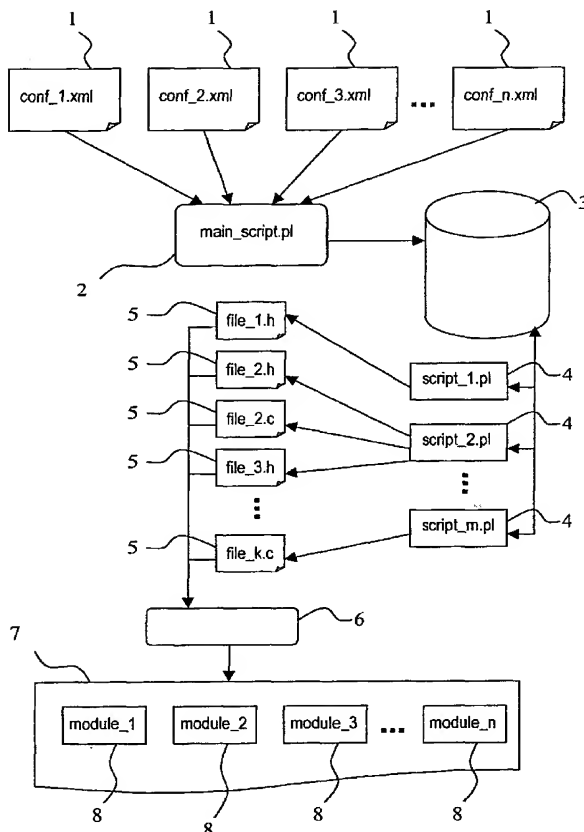 1 1 1 1
conf_1.xml conf_2.xml conf_3.xml ... conf_n.xml
3
main_script.pl
2
5 file_1.h
5 file_2.h script_1.pl 4
5 file_2.c script_2.pl 4
5 file_3.h
... ...
5 file_k.c script_m.pl 4
6
7
module_1 module_2 module_3 ... module_n
8 8 8 8